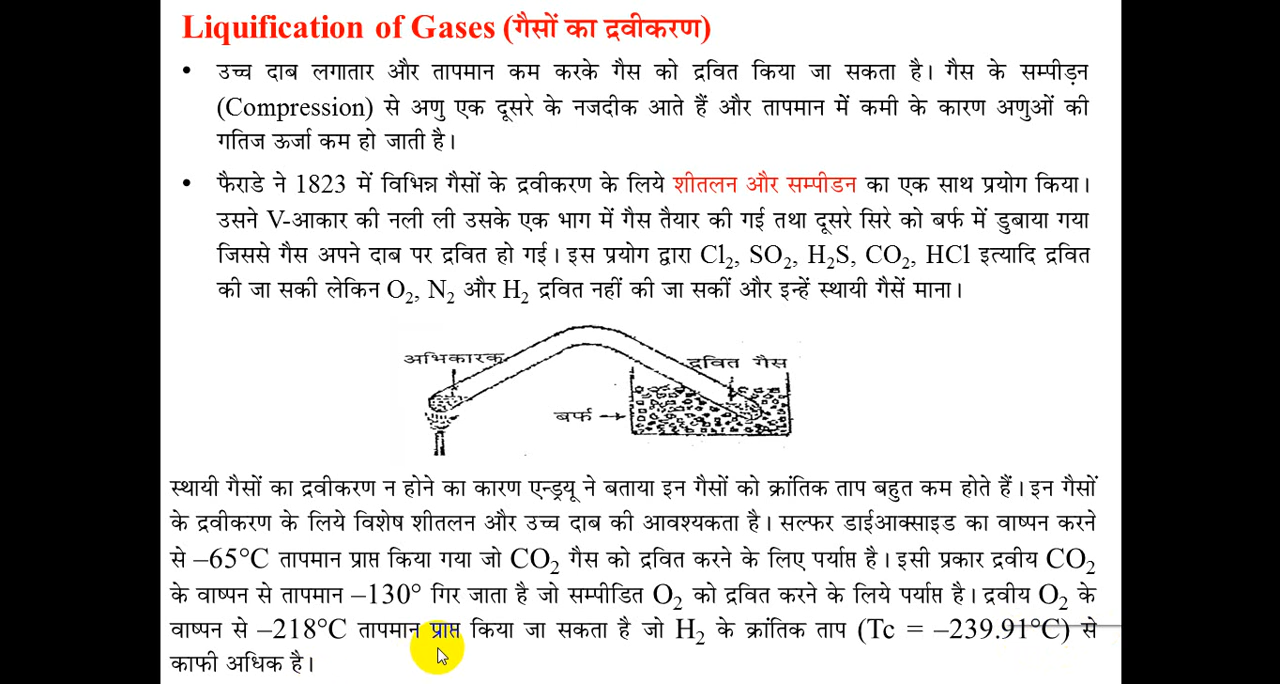 Liquification of Gases (गैसों का द्रवीकरण)
• उच्च दाब लगातार और तापमान कम करके गैस को द्रवित किया जा सकता है। गैस के सम्पीड़न
(Compression) से अणु एक दूसरे के नजदीक आते हैं और तापमान में कमी के कारण अणुओं की
गतिज ऊर्जा कम हो जाती है।
• फैराडे ने 1823 में विभिन्न गैसों के द्रवीकरण के लिये शीतलन और सम्पीडन का एक साथ प्रयोग किया।
उसने V-आकार की नली ली उसके एक भाग में गैस तैयार की गई तथा दूसरे सिरे को बर्फ में डुबाया गया
जिससे गैस अपने दाब पर द्रवित हो गई। इस प्रयोग द्वारा Cl₂, SO₂, H₂S, CO₂, HCl इत्यादि द्रवित
की जा सकी लेकिन O₂, N₂ और H₂ द्रवित नहीं की जा सकीं और इन्हें स्थायी गैसें माना।
अभिकारक
द्रवित गैस
बर्फ
स्थायी गैसों का द्रवीकरण न होने का कारण एन्ड्रयू ने बताया इन गैसों को क्रांतिक ताप बहुत कम होते हैं। इन गैसों
के द्रवीकरण के लिये विशेष शीतलन और उच्च दाब की आवश्यकता है। सल्फर डाईआक्साइड का वाष्पन करने
से –65°C तापमान प्राप्त किया गया जो CO₂ गैस को द्रवित करने के लिए पर्याप्त है। इसी प्रकार द्रवीय CO₂
के वाष्पन से तापमान –130° गिर जाता है जो सम्पीडित O₂ को द्रवित करने के लिये पर्याप्त है। द्रवीय O₂ के
वाष्पन से –218°C तापमान प्राप्त किया जा सकता है जो H₂ के क्रांतिक ताप (Tc = –239.91°C) से
काफी अधिक है।